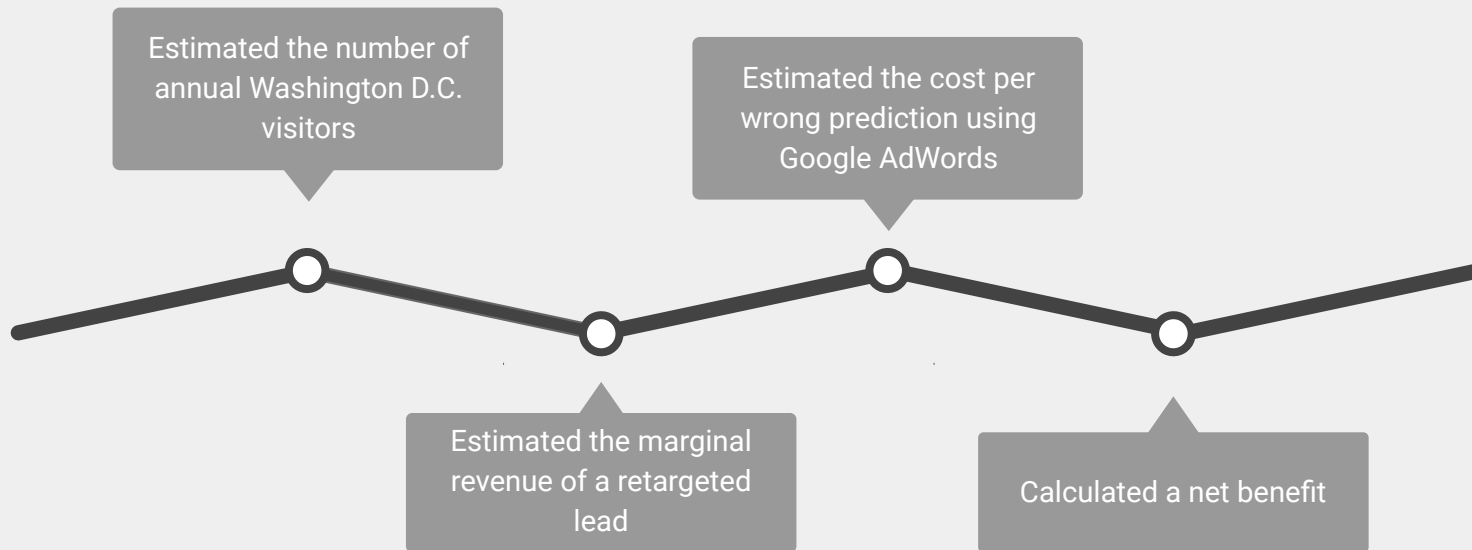 Estimated the number of
annual Washington D.C.
visitors
Estimated the marginal
revenue of a retargeted
lead
Estimated the cost per
wrong prediction using
Google AdWords
Calculated a net benefit